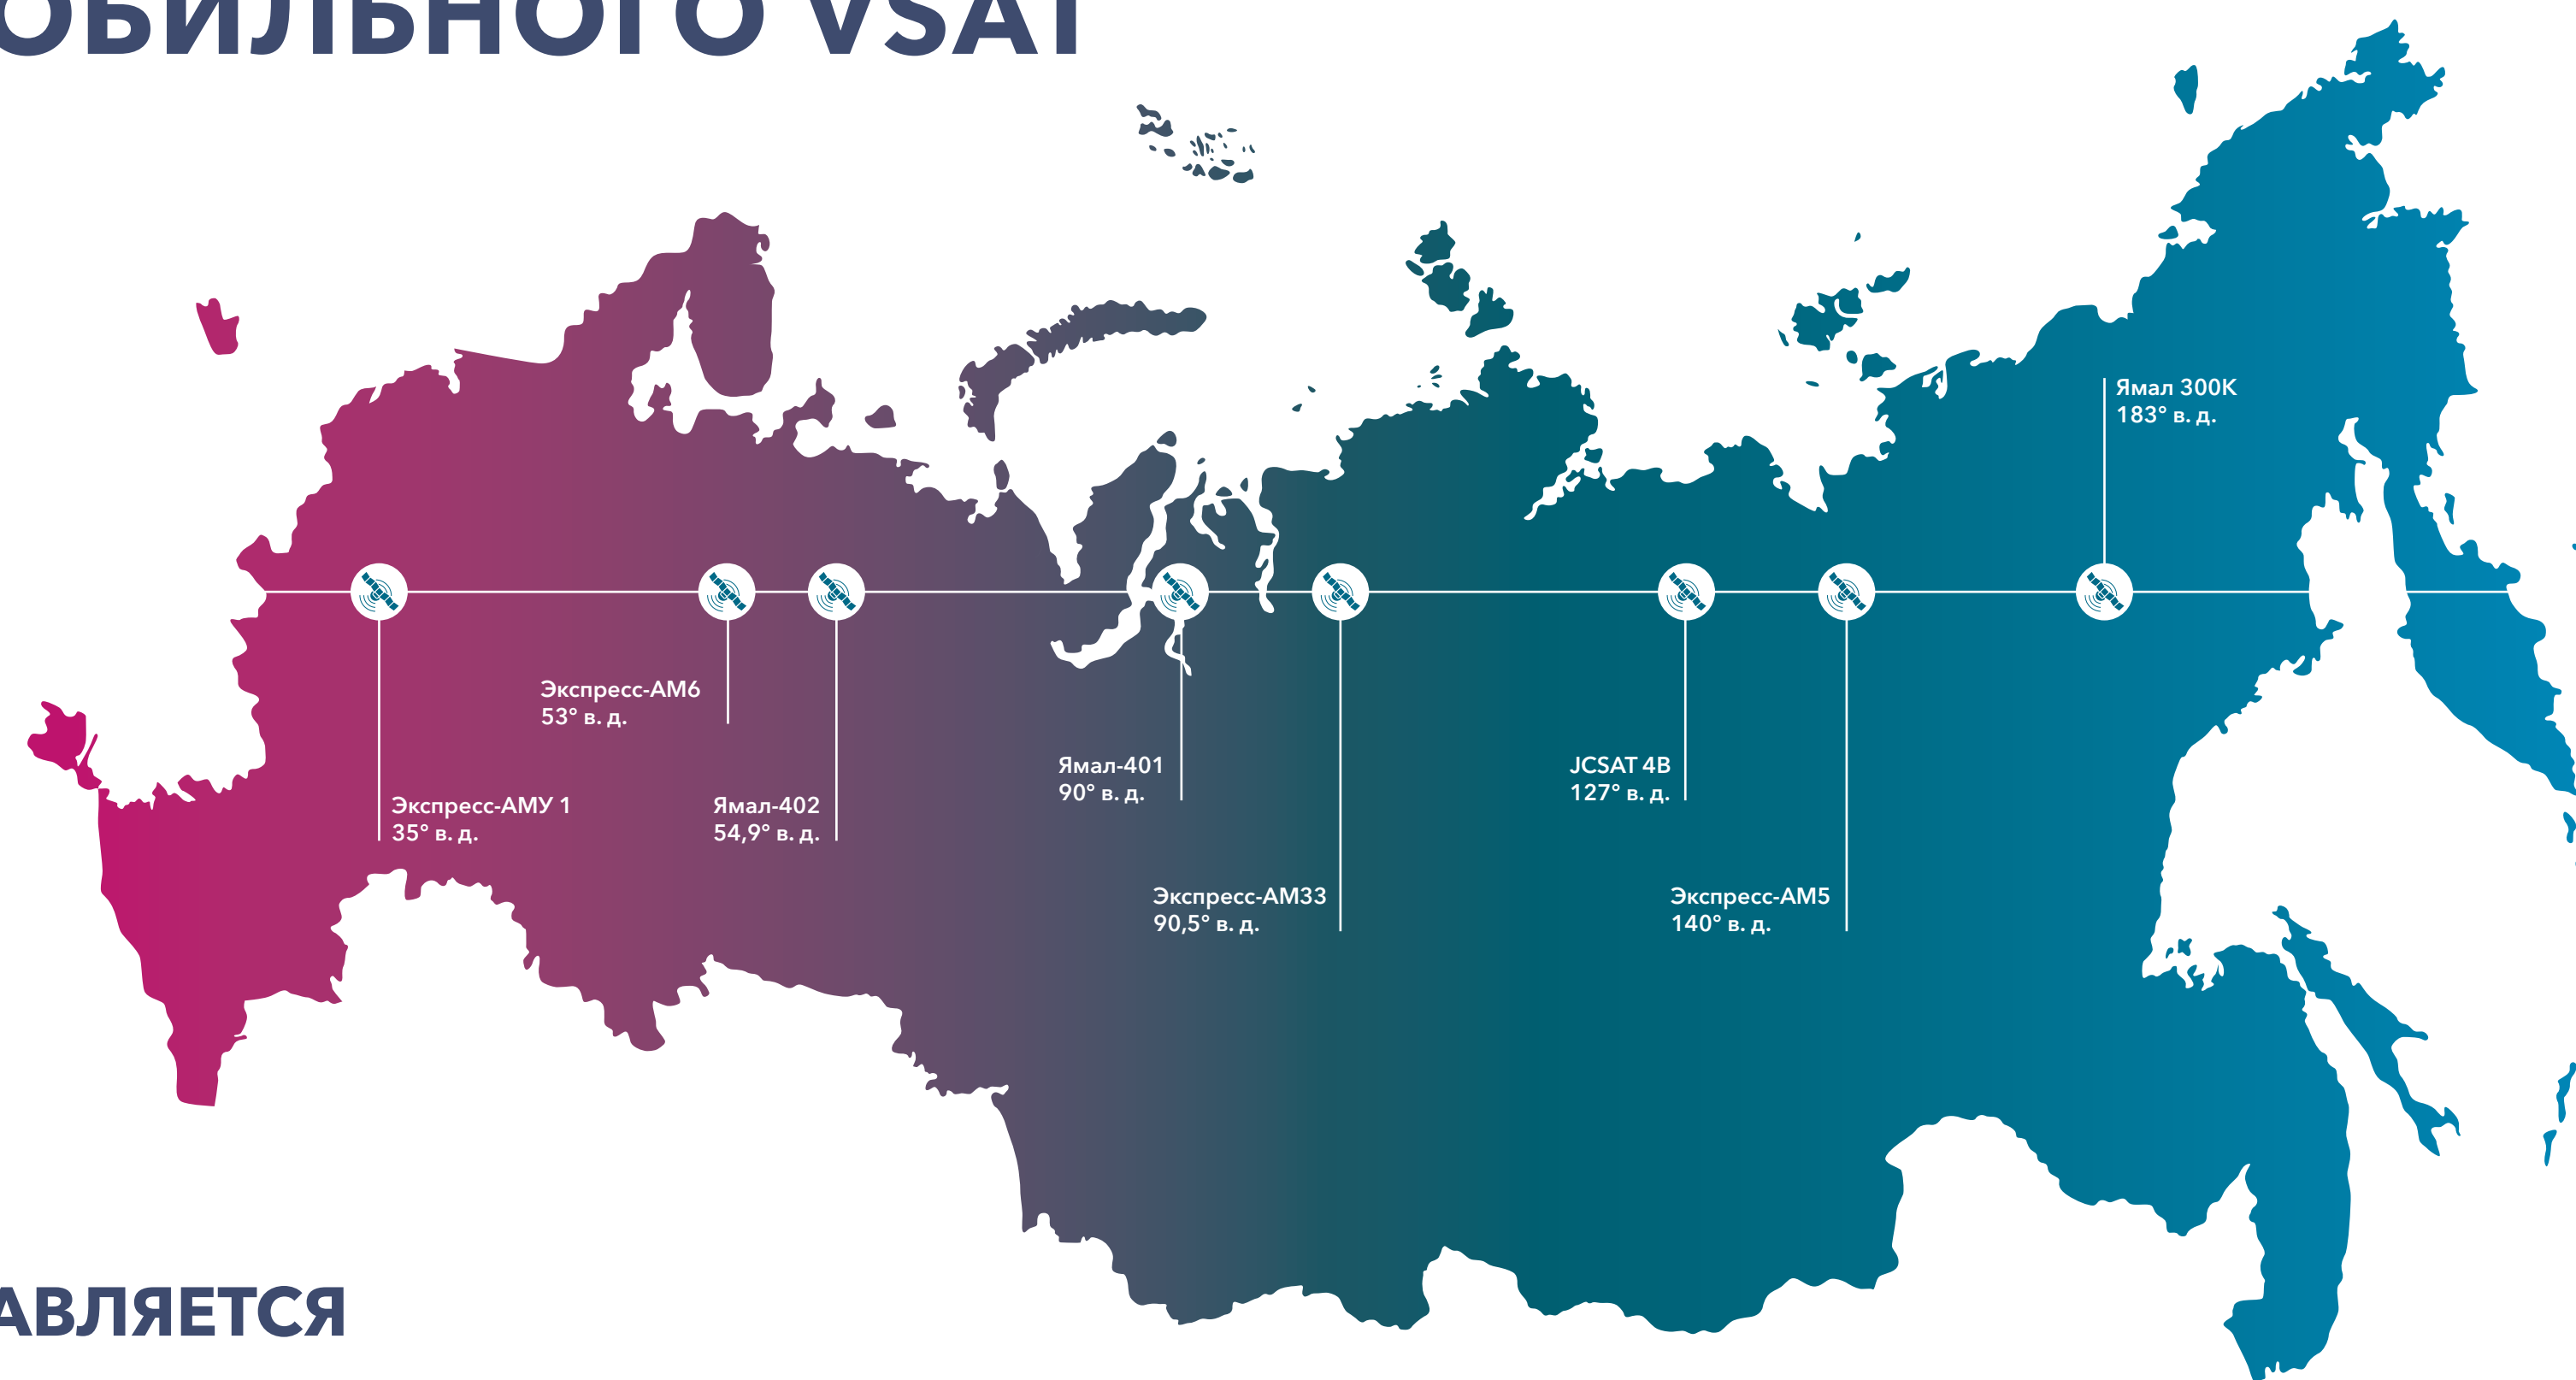 ОБИЛЬНОГО VSAT
Ямал 300К
183° в. д.
Экспресс-АМ6
53° в. д.
Экспресс-АМУ 1
35° в. д.
Ямал-402
54,9° в. д.
Ямал-401
90° в. д.
JCSAT 4B
127° в. д.
Экспресс-АМ33
90,5° в. д.
Экспресс-АМ5
140° в. д.
АВЛЯЕТСЯ